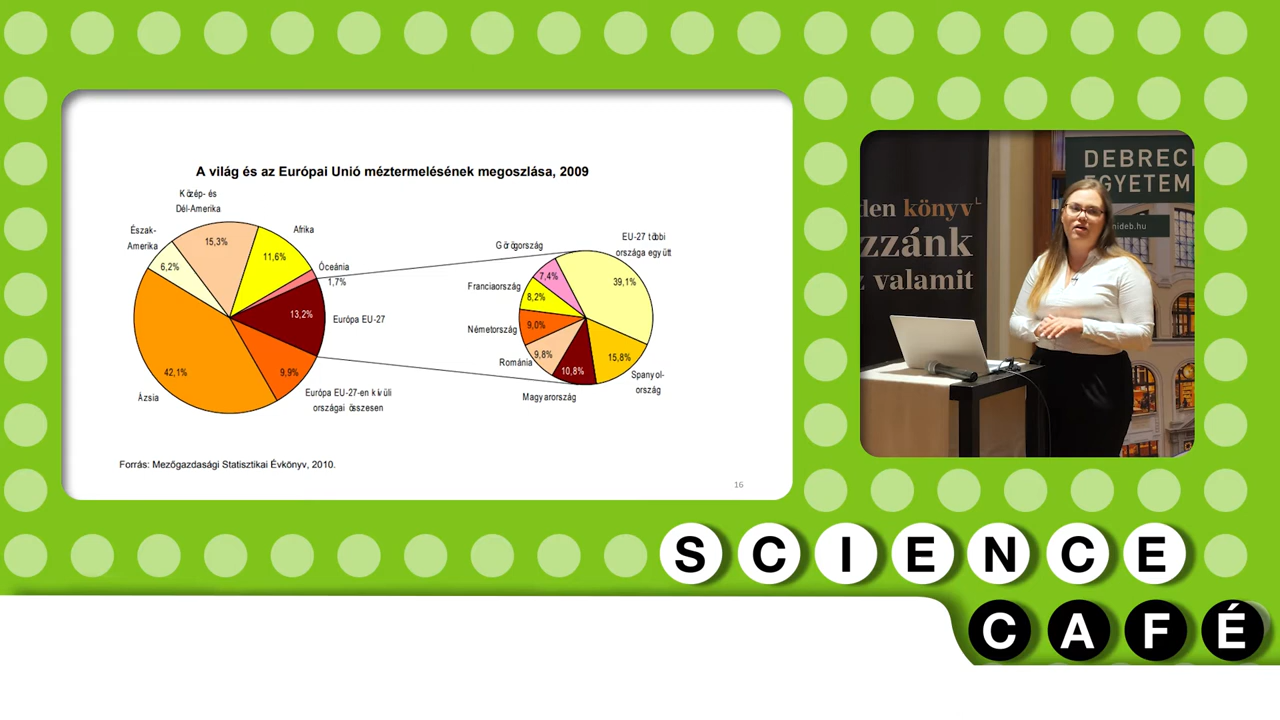 A világ és az Európai Unió méztermelésének megoszlása, 2009
Közép- és
Dél-Amerika
Észak-
Amerika
Afrika
Óceánia
15,3%
11,6%
6,2%
1,7%
13,2%
Európa EU-27
42,1%
9,9%
Ázsia
Európa EU-27-en kívüli
országai összesen
Görögország
EU-27 többi
országa együtt
7,4%
39,1%
Franciaország
8,2%
Németország
9,0%
Románia
9,8%
15,8%
10,8%
Spanyol-
ország
Magyarország
Forrás: Mezőgazdasági Statisztikai Évkönyv, 2010.
16
den könyv
zzánk
z valamit
DEBRECE
EGYETEM
nideb.hu
SCIENCE
CAFÉ